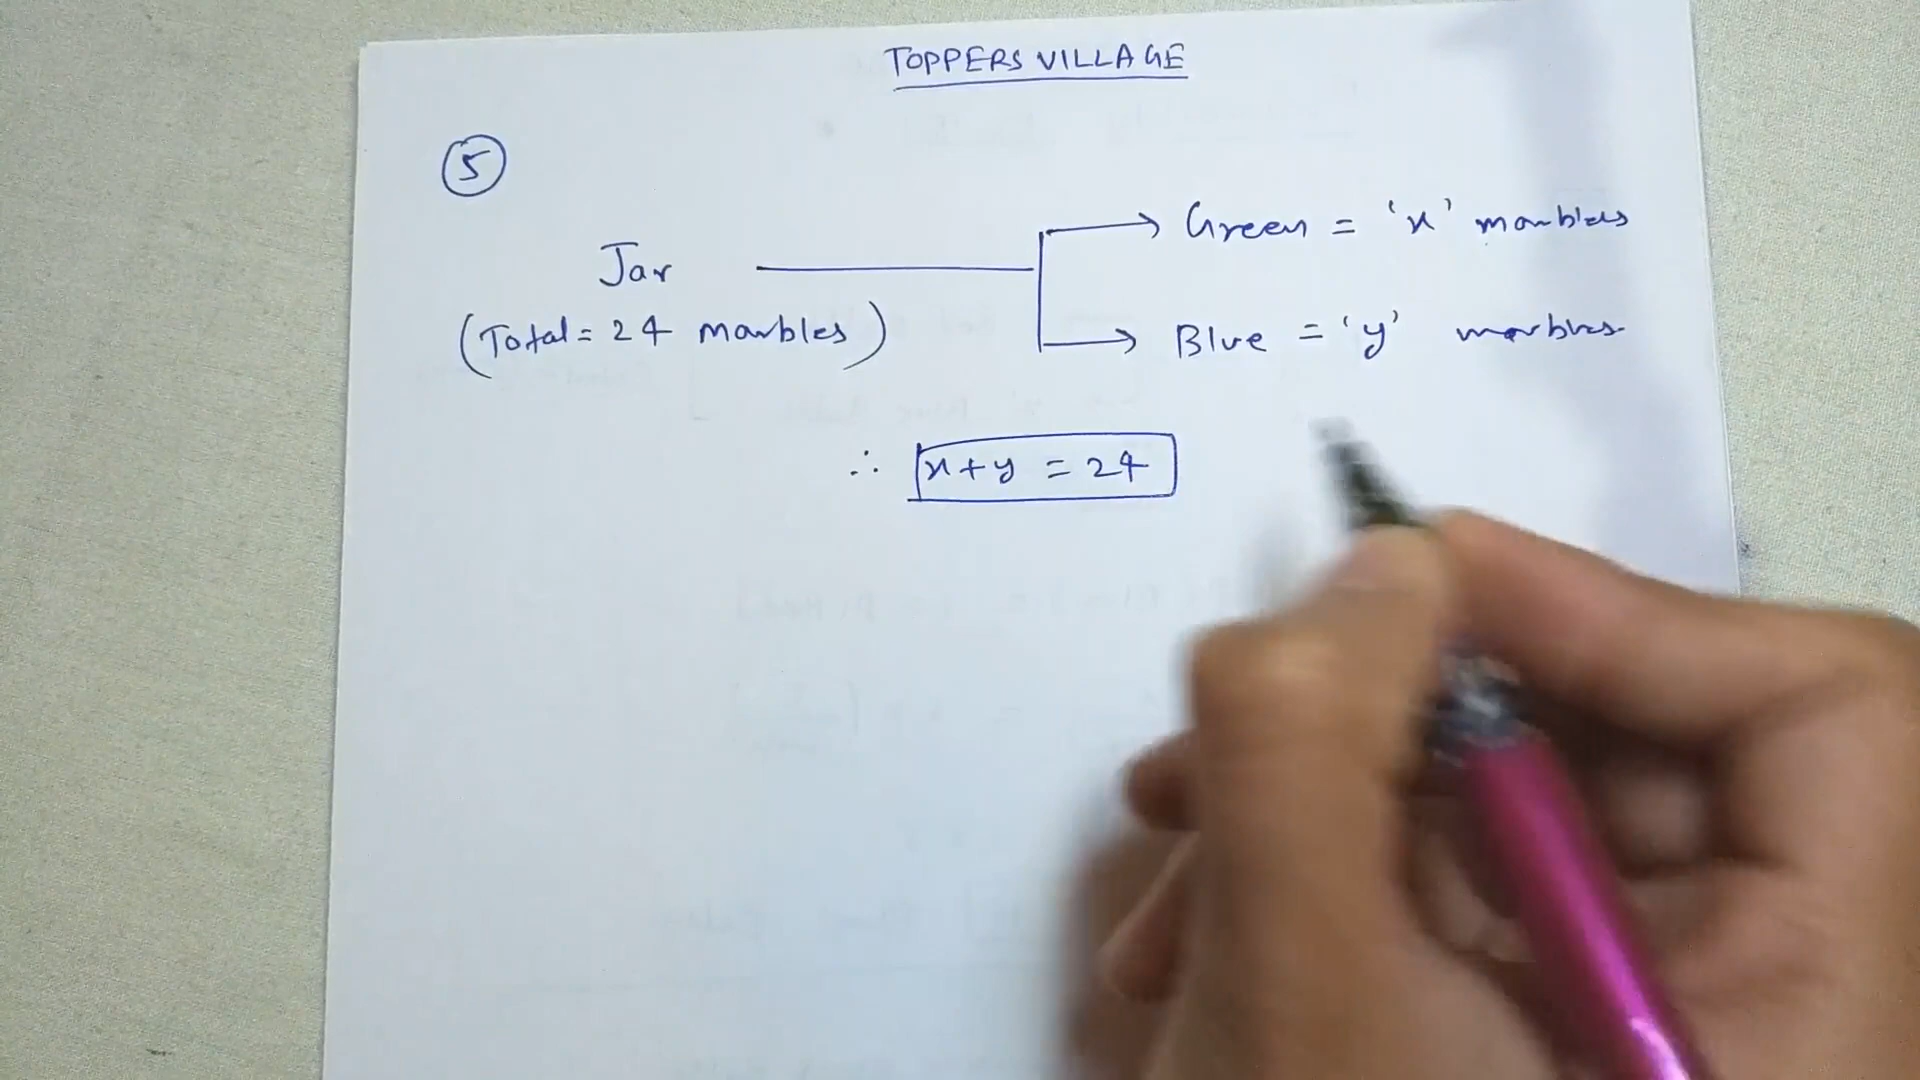 TOPPERS VILLAGE
5
Green = 'x' marbles
Jar
(Total = 24 marbles)
Blue = 'y' marbles
∴ x+y = 24